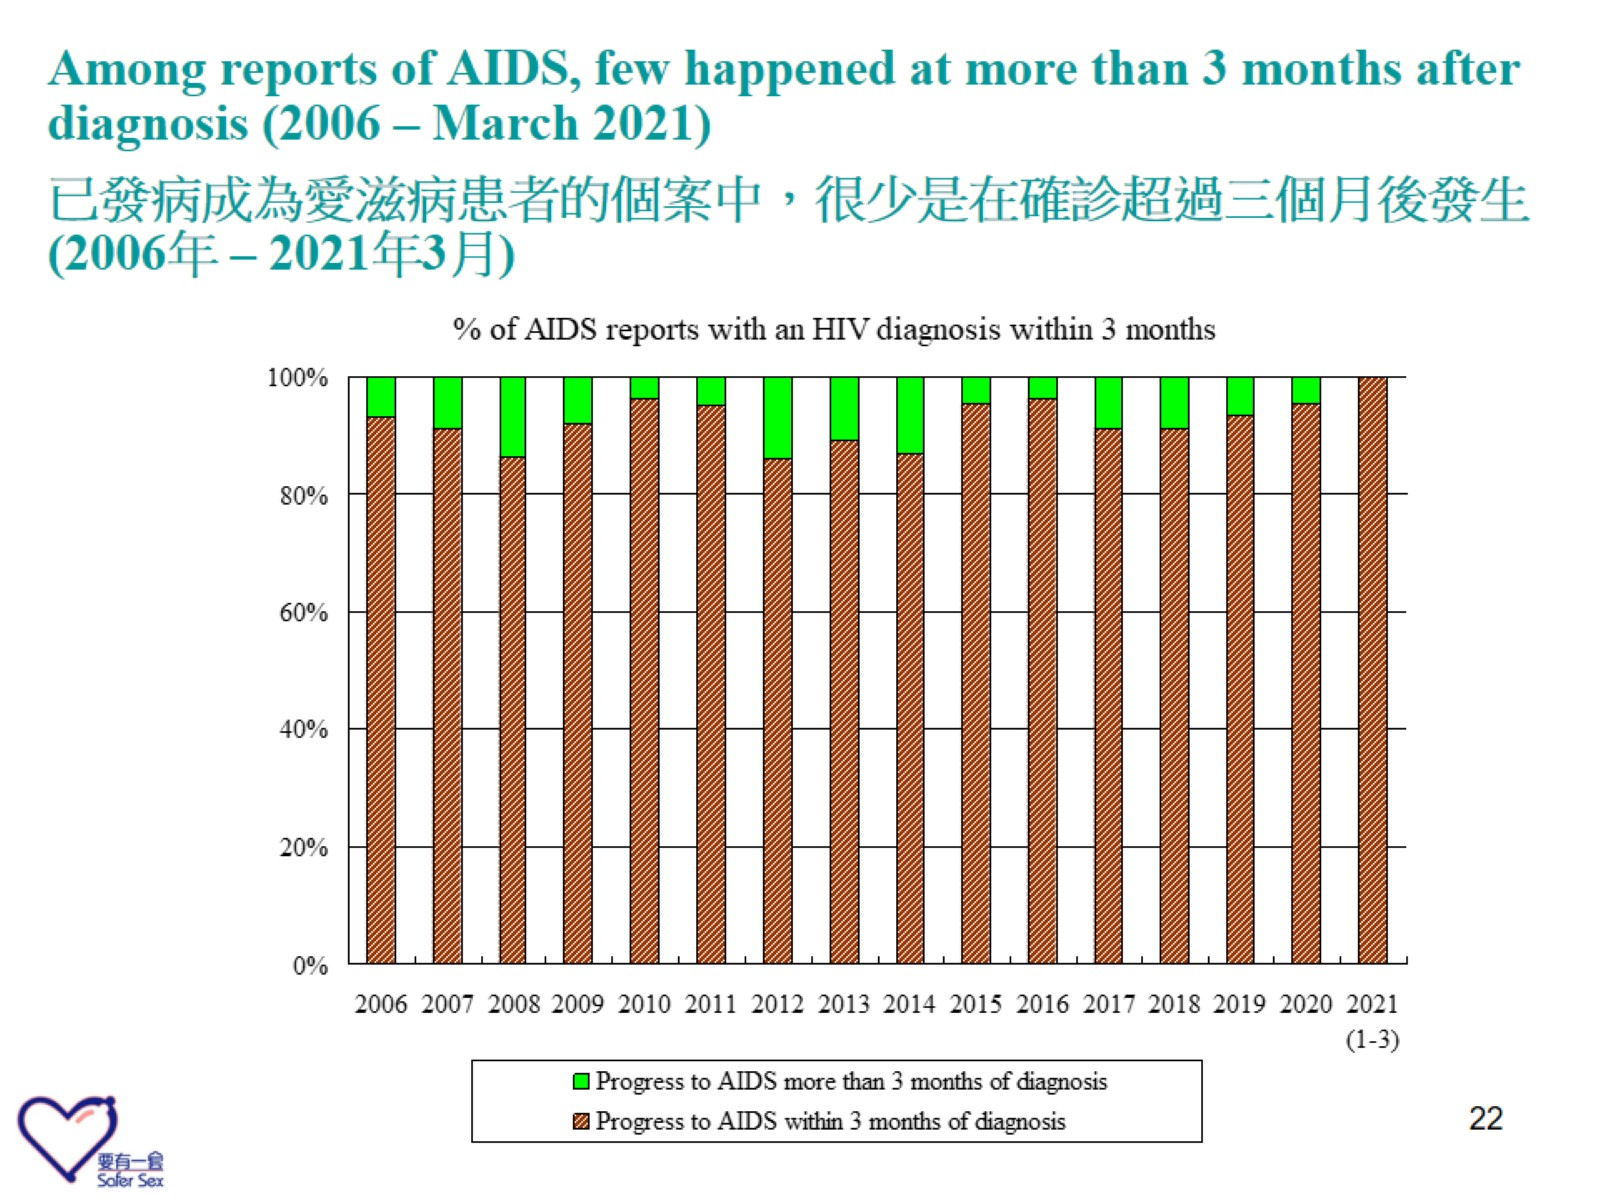 Among reports of AIDS, few happened at more than 3 months after
diagnosis (2006 – March 2021)
已發病成為愛滋病患者的個案中，很少是在確診超過三個月後發生
(2006年 – 2021年3月)
% of AIDS reports with an HIV diagnosis within 3 months
100%
80%
60%
40%
20%
0%
2006 2007 2008 2009 2010 2011 2012 2013 2014 2015 2016 2017 2018 2019 2020 2021
(1-3)
Progress to AIDS more than 3 months of diagnosis
Progress to AIDS within 3 months of diagnosis
要有一套
Safer Sex
22